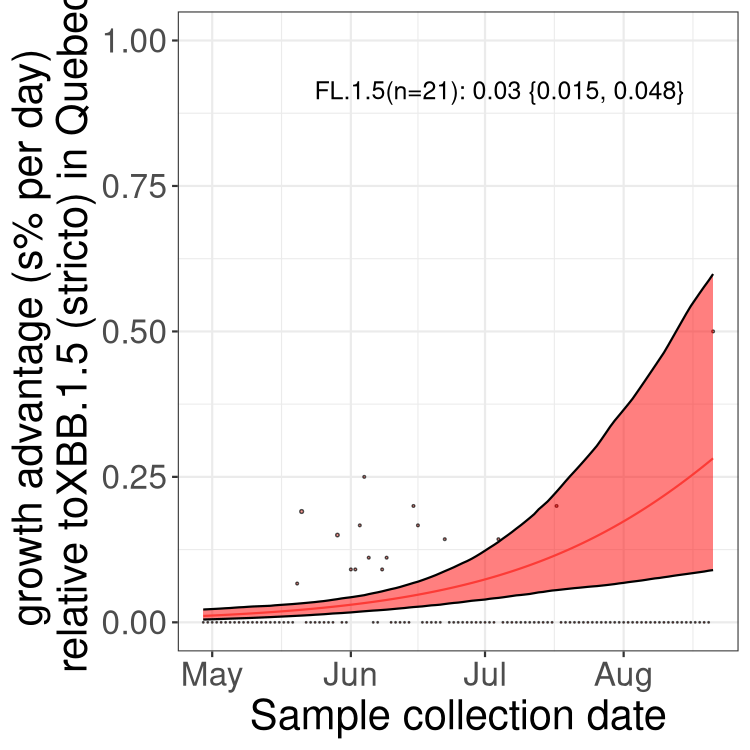 growth advantage (s% per day)
relative toXBB.1.5 (stricto) in Quebec
1.00
0.75
0.50
0.25
0.00
FL.1.5(n=21): 0.03 {0.015, 0.048}
May Jun Jul Aug
Sample collection date